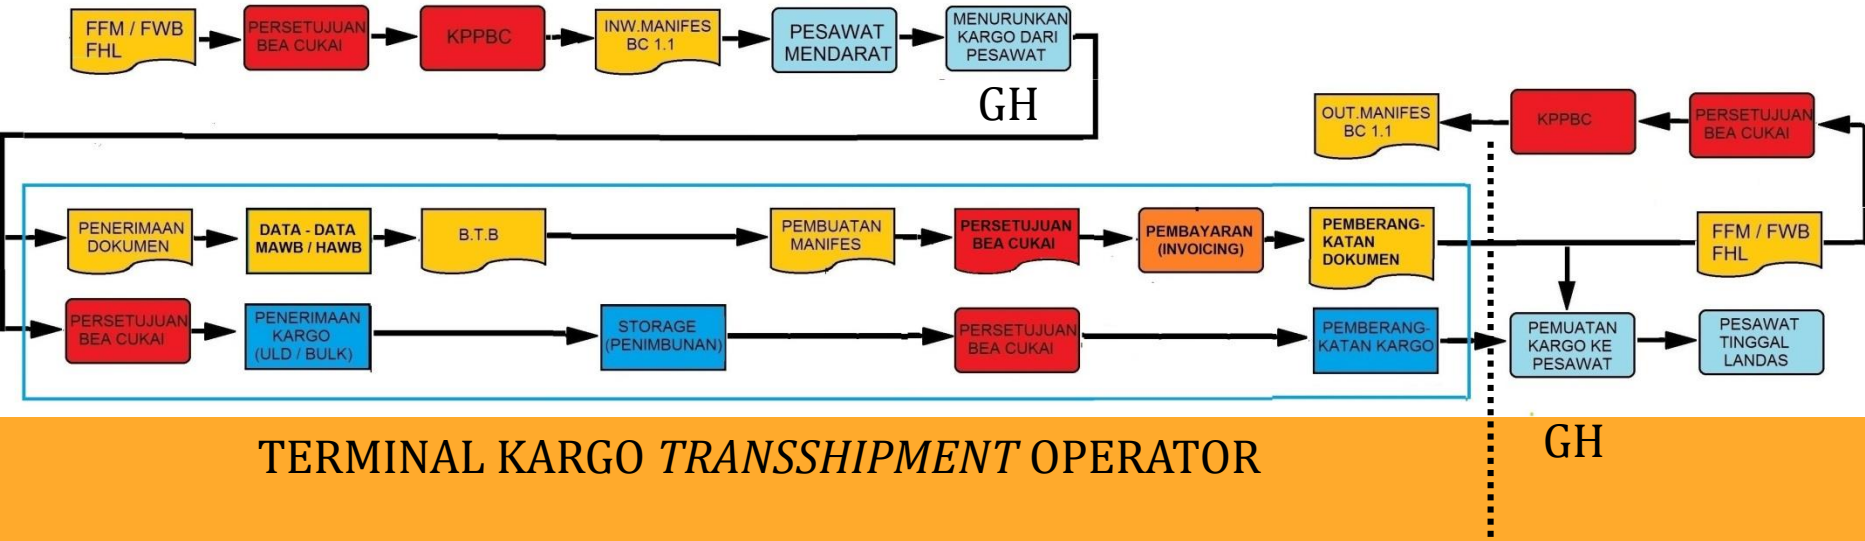 FFM / FWB
FHL
PERSETUJUAN
BEA CUKAI
KPPBC
INW.MANIFES
BC 1.1
PESAWAT
MENDARAT
MENURUNKAN
KARGO DARI
PESAWAT
GH
OUT.MANIFES
BC 1.1
KPPBC
PERSETUJUAN
BEA CUKAI
PENERIMAAN
DOKUMEN
DATA - DATA
MAWB / HAWB
B.T.B
PEMBUATAN
MANIFES
PERSETUJUAN
BEA CUKAI
PEMBAYARAN
(INVOICING)
PEMBERANG-
KATAN
DOKUMEN
FFM / FWB
FHL
PERSETUJUAN
BEA CUKAI
PENERIMAAN
KARGO
(ULD / BULK)
STORAGE
(PENIMBUNAN)
PERSETUJUAN
BEA CUKAI
PEMBERANG-
KATAN KARGO
PEMUATAN
KARGO KE
PESAWAT
PESAWAT
TINGGAL
LANDAS
TERMINAL KARGO TRANSSHIPMENT OPERATOR
GH